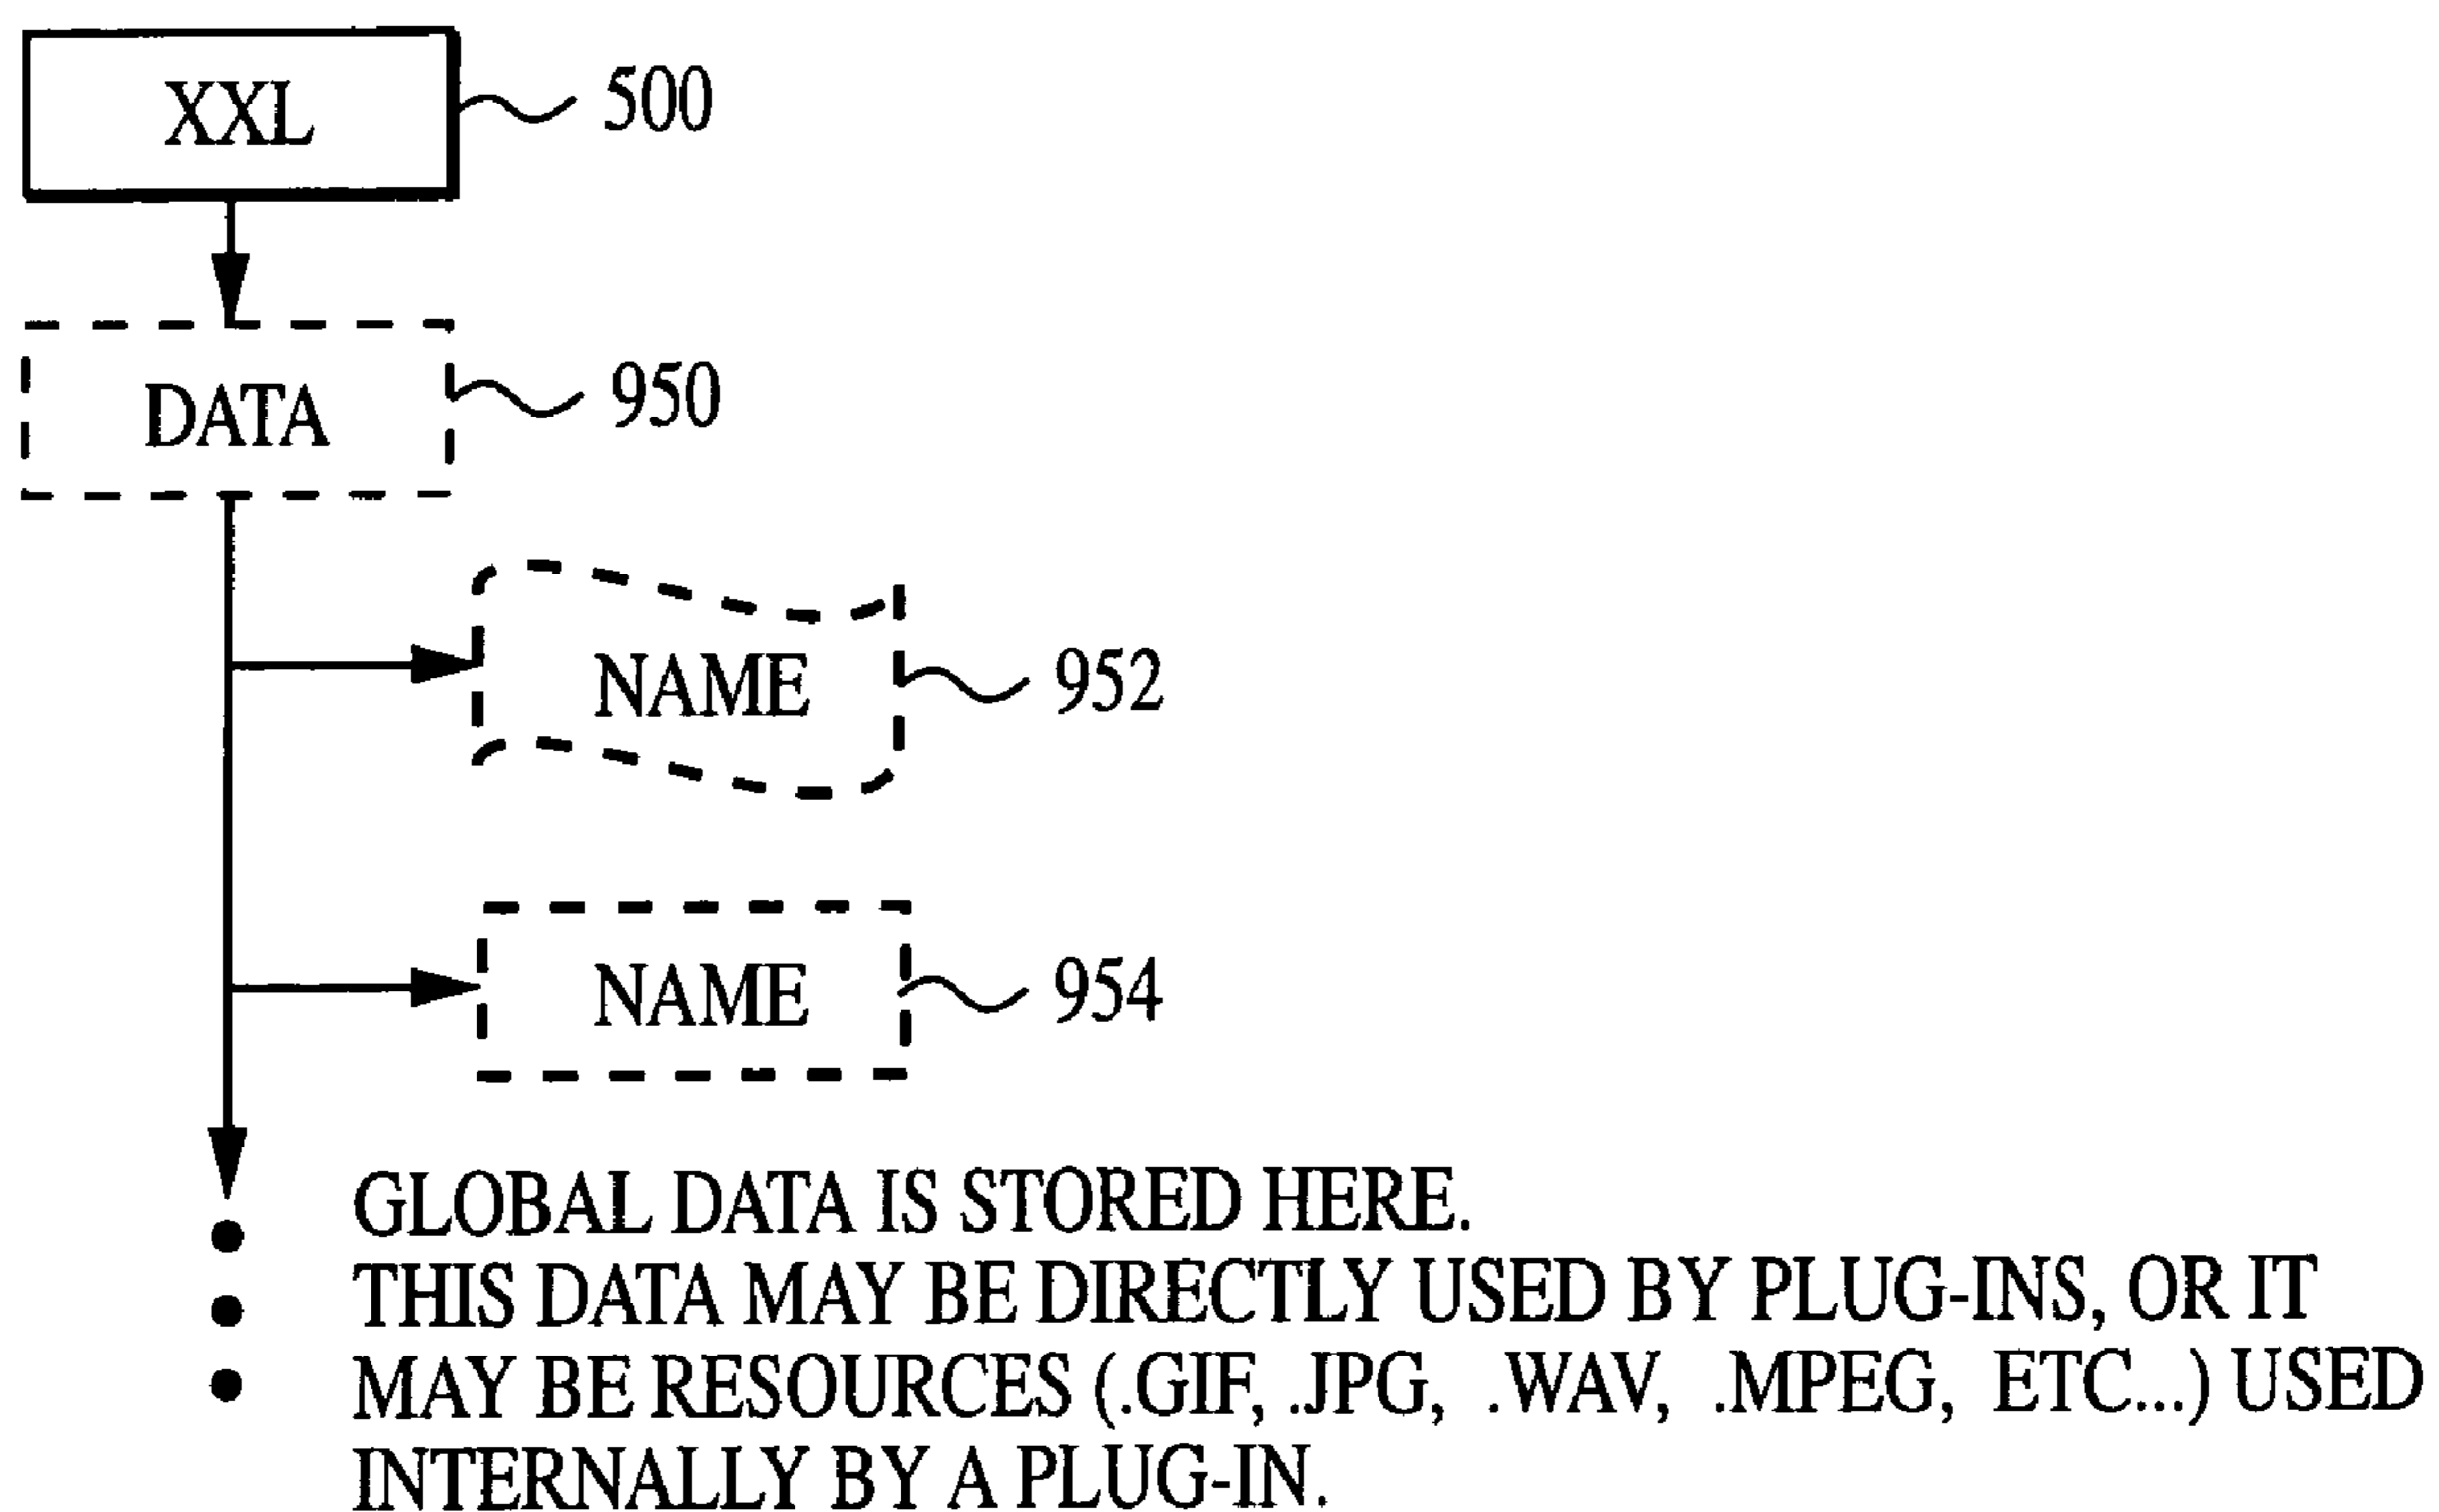 XXL
500
DATA
950
NAME
952
NAME
954
GLOBAL DATA IS STORED HERE.
THIS DATA MAY BE DIRECTLY USED BY PLUG-INS, OR IT
MAY BE RESOURCES (.GIF, .JPG, .WAV, .MPEG, ETC...) USED
INTERNALLY BY A PLUG-IN.